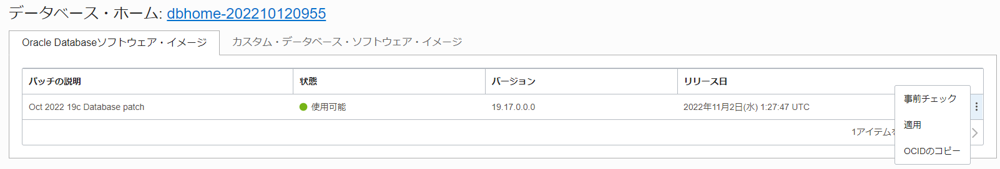 データベース・ホーム: dbhome-202210120955
Oracle Databaseソフトウェア・イメージ カスタム・データベース・ソフトウェア・イメージ
パッチの説明 状態 バージョン リリース日
Oct 2022 19c Database patch 使用可能 19.17.0.0.0 2022年11月2日(水) 1:27:47 UTC
1アイテム
事前チェック
適用
OCIDのコピー